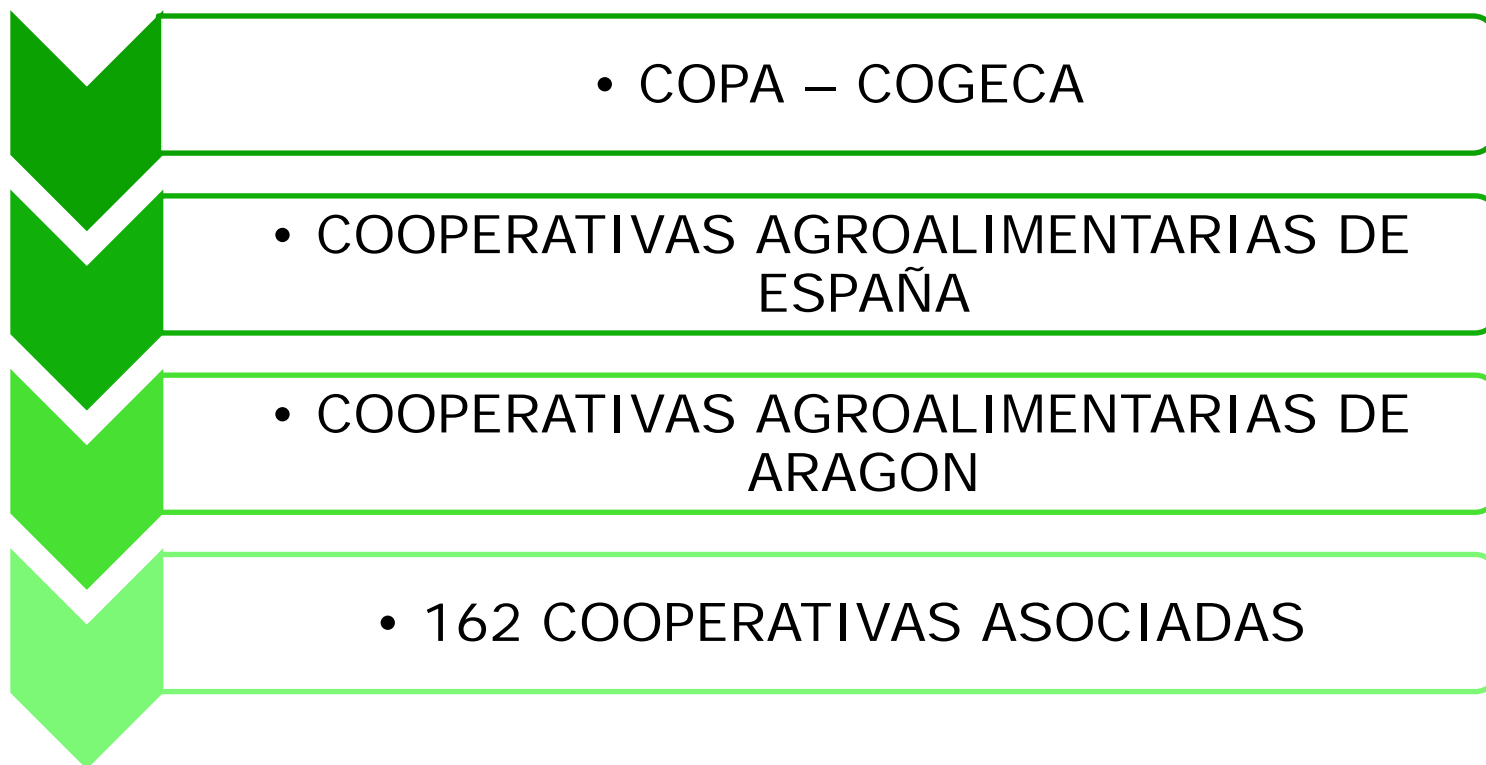 • COPA – COGECA
• COOPERATIVAS AGROALIMENTARIAS DE
ESPAÑA
• COOPERATIVAS AGROALIMENTARIAS DE
ARAGON
• 162 COOPERATIVAS ASOCIADAS